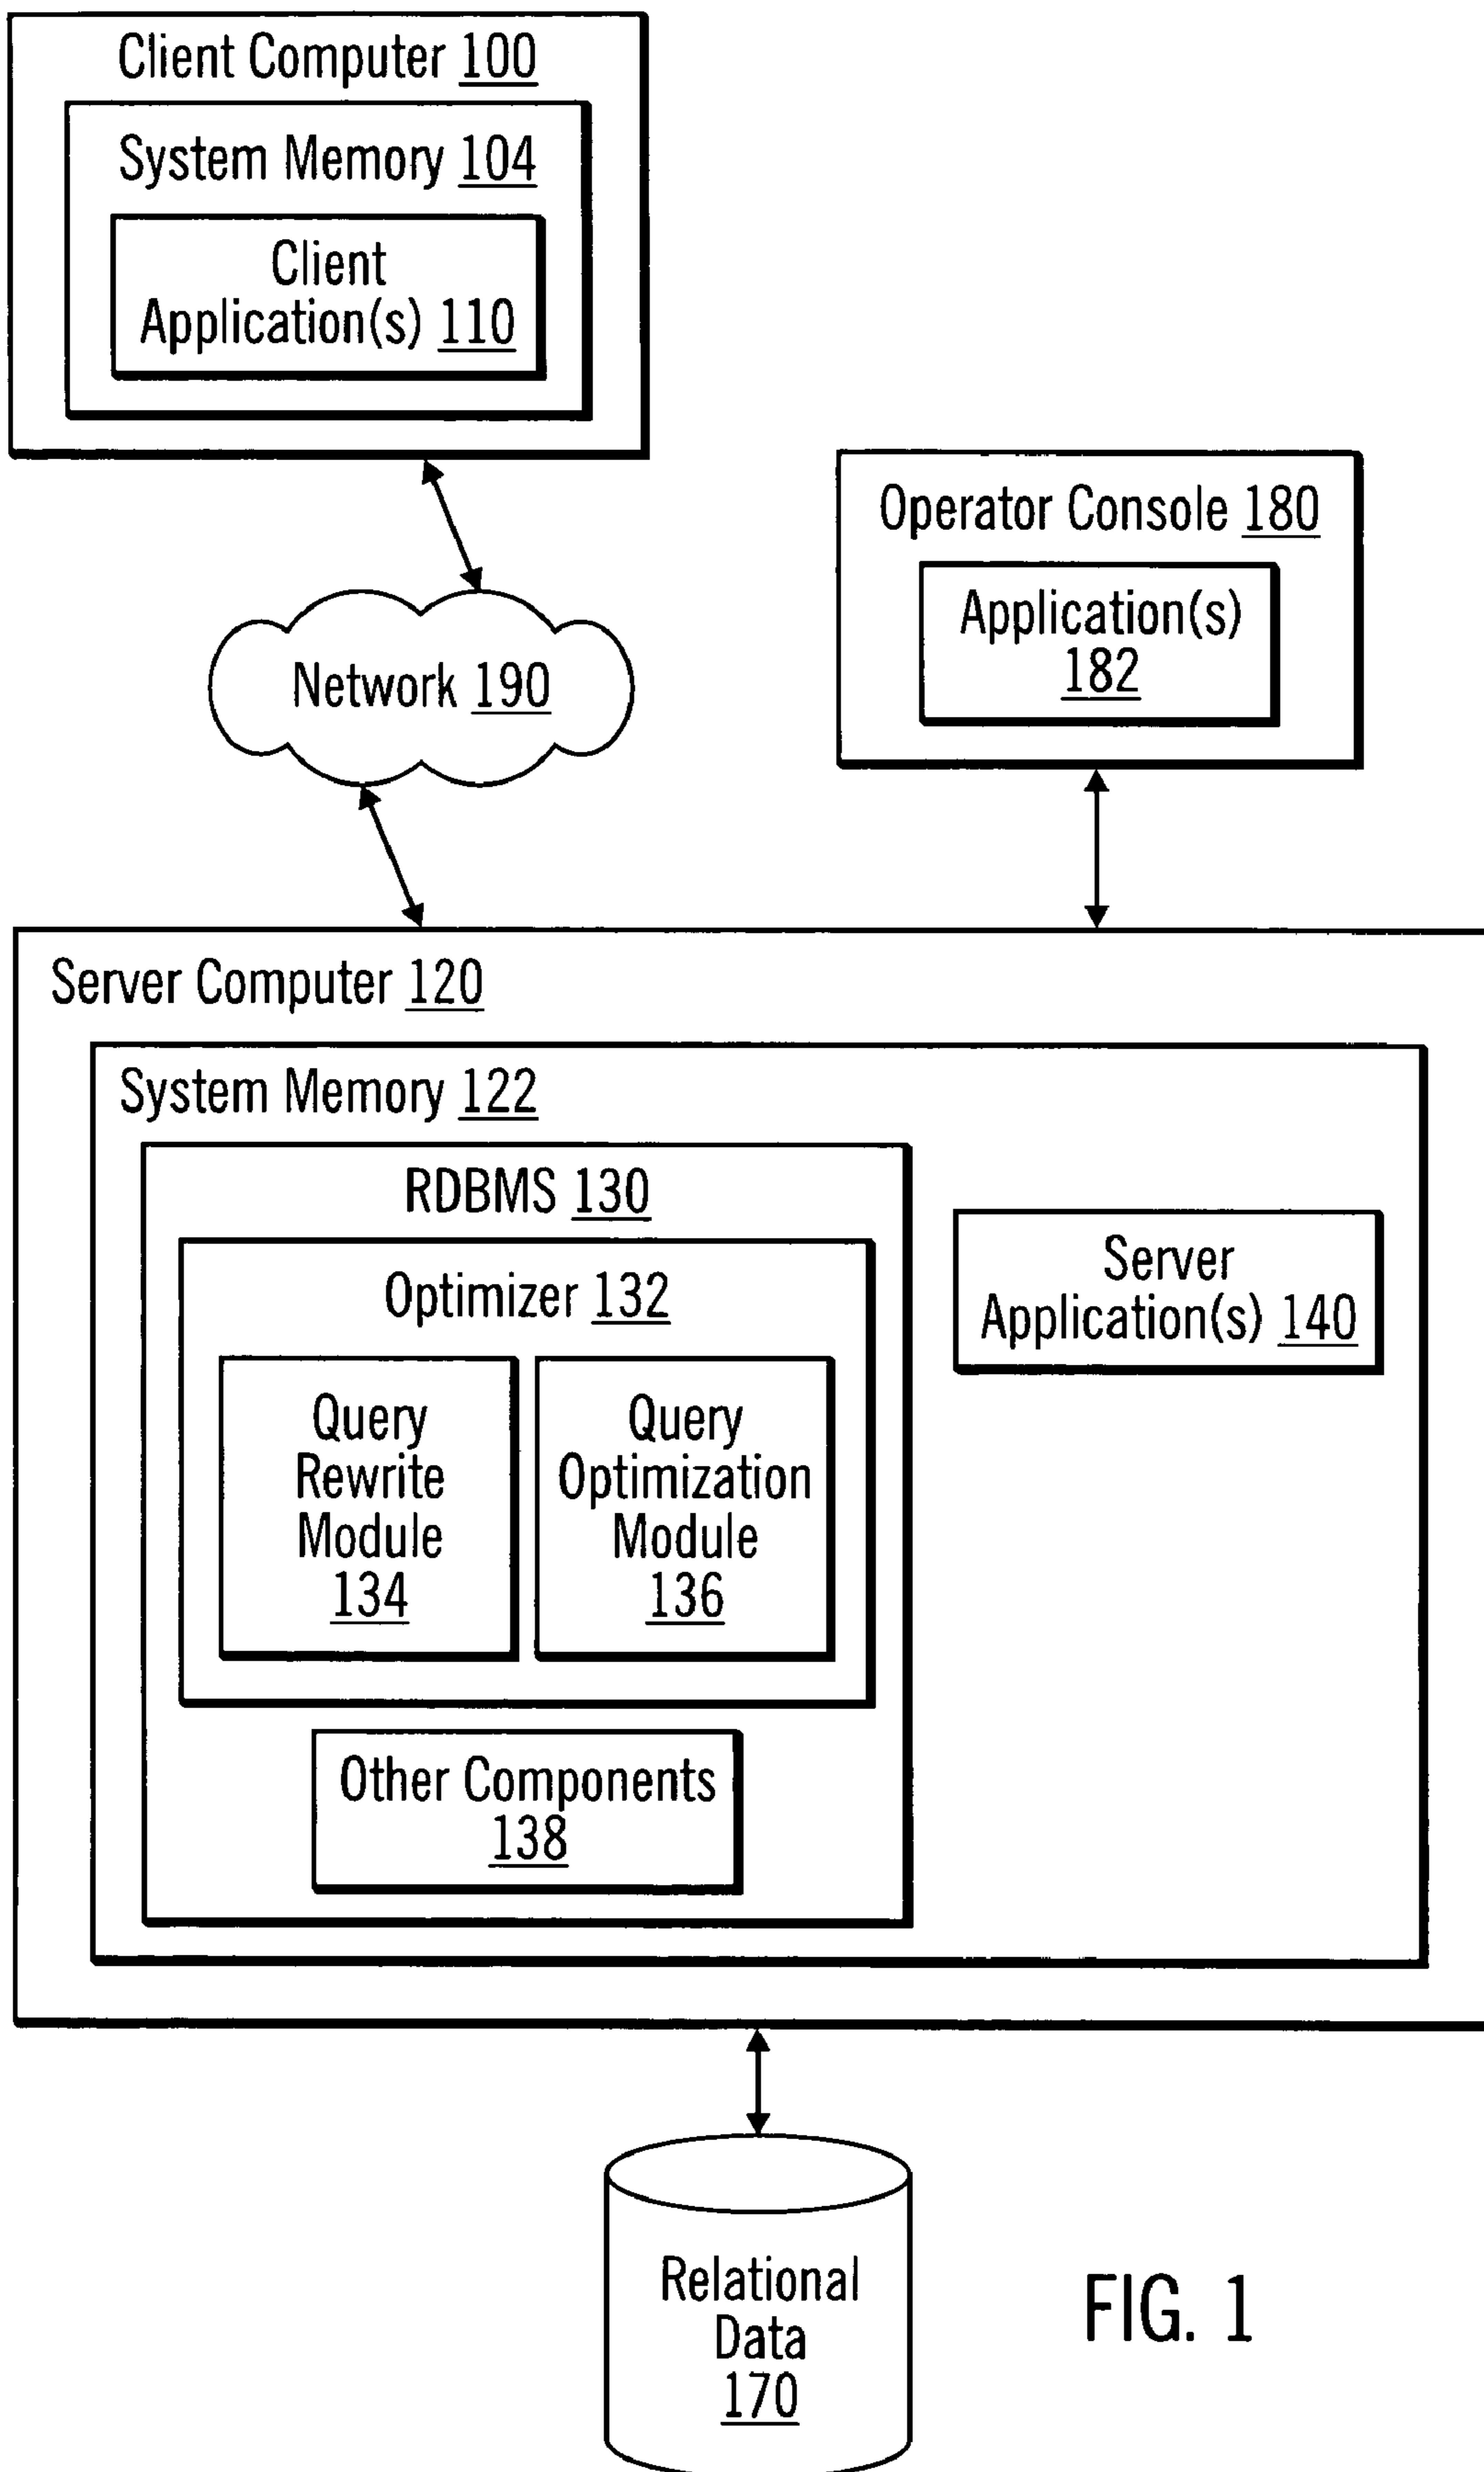 Client Computer 100
System Memory 104
Client
Application(s) 110
Operator Console 180
Application(s)
182
Network 190
Server Computer 120
System Memory 122
RDBMS 130
Optimizer 132
Query
Rewrite
Module
134
Query
Optimization
Module
136
Other Components
138
Server
Application(s) 140
Relational
Data
170
FIG. 1